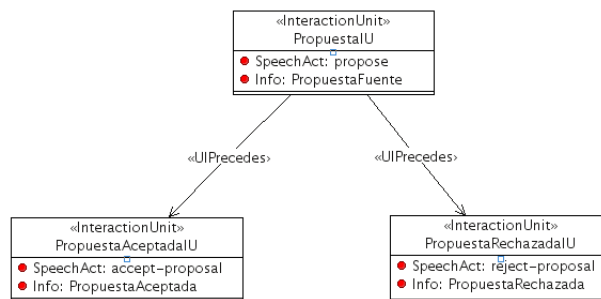 «InteractionUnit»
PropuestaIU
SpeechAct: propose
Info: PropuestaFuente
«UIPrecedes»
«UIPrecedes»
«InteractionUnit»
PropuestaAceptadaIU
SpeechAct: accept-proposal
Info: PropuestaAceptada
«InteractionUnit»
PropuestaRechazadaIU
SpeechAct: reject-proposal
Info: PropuestaRechazada